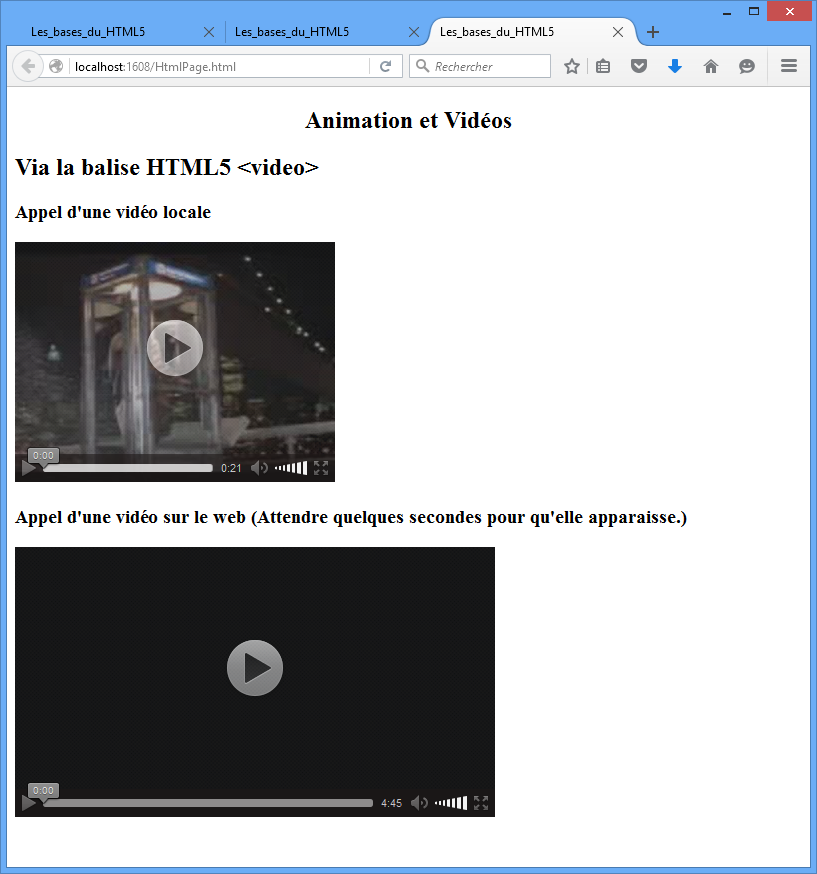 Les_bases_du_HTML5
Les_bases_du_HTML5
Les_bases_du_HTML5
localhost:1608/HtmlPage.html
Rechercher
Animation et Vidéos
Via la balise HTML5 <video>
Appel d'une vidéo locale
0:00
0:21
Appel d'une vidéo sur le web (Attendre quelques secondes pour qu'elle apparaisse.)
0:00
4:45